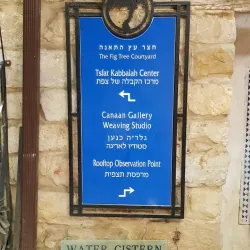 חצר עץ התאנה
The Fig Tree Courtyard
Tsfat Kabbalah Center
מרכז הקבלה של צפת
Canaan Gallery
Weaving Studio
גלריה כנען
סטודיו לאריגה
Rooftop Observation Point
מרפסת תצפית
WATER CISTERN